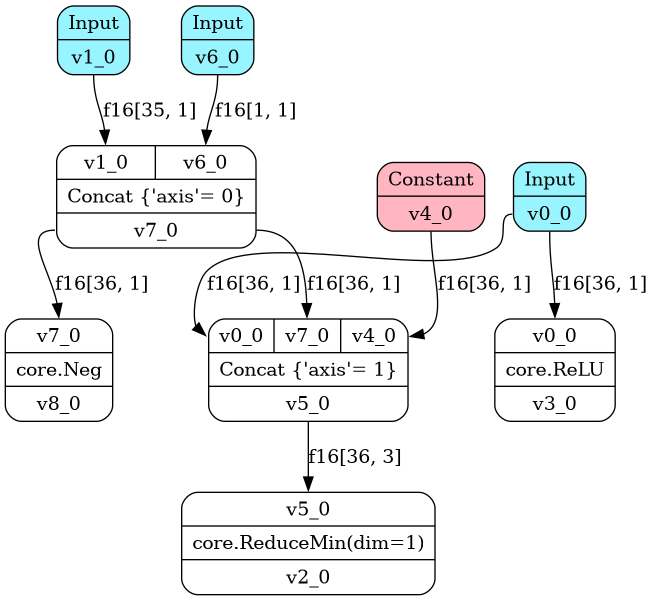 Input
v1_0
Input
v6_0
f16[35, 1]
f16[1, 1]
v1_0
v6_0
Concat {'axis'= 0}
v7_0
Constant
v4_0
Input
v0_0
f16[36, 1]
f16[36, 1]
f16[36, 1]
f16[36, 1]
f16[36, 1]
v7_0
core.Neg
v8_0
v0_0
v7_0
v4_0
Concat {'axis'= 1}
v5_0
v0_0
core.ReLU
v3_0
f16[36, 3]
v5_0
core.ReduceMin(dim=1)
v2_0